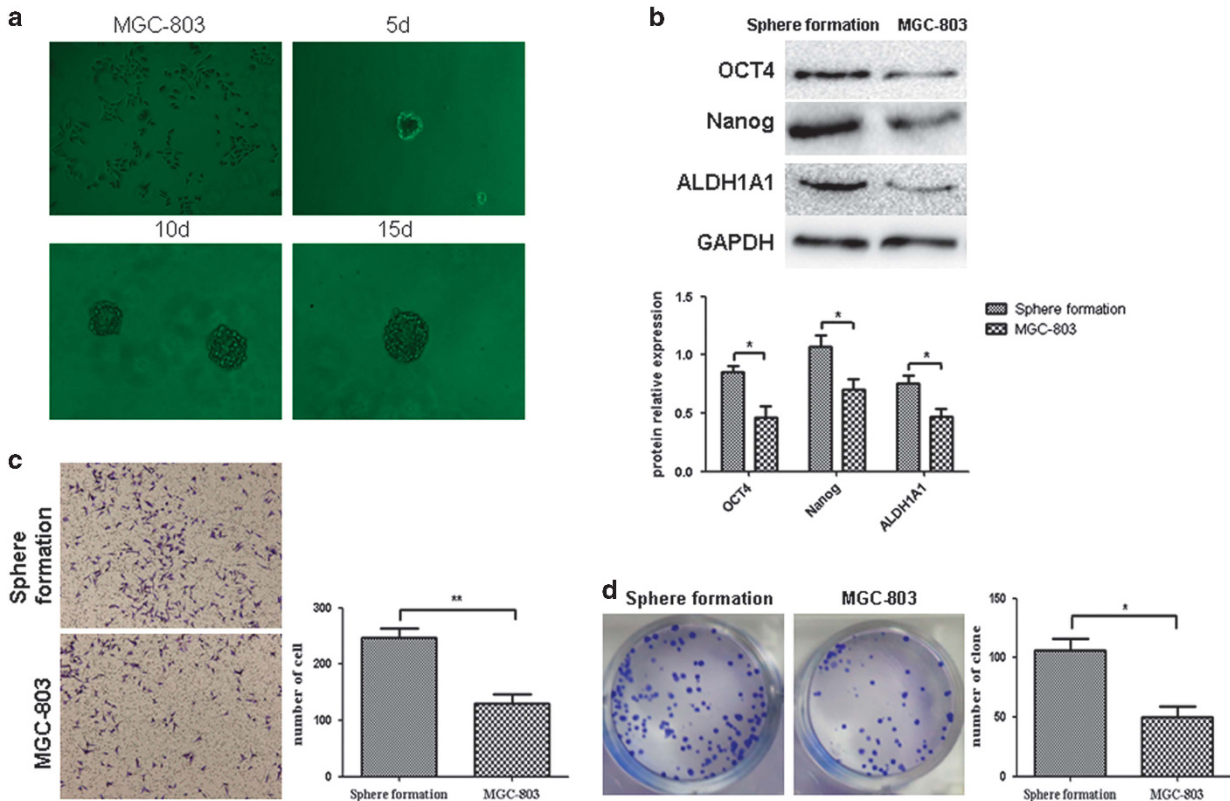 a
MGC-803
5d
10d
15d
b
Sphere formation MGC-803
OCT4
Nanog
ALDH1A1
GAPDH
protein relative expression
1.5
1.0
0.5
0.0
*
*
*
OCT4
Nanog
ALDH1A1
Sphere formation
MGC-803
c
Sphere
formation
MGC-803
number of cell
300
200
100
0
**
Sphere formation
MGC-803
d
Sphere formation
MGC-803
number of clone
150
100
50
0
*
Sphere formation
MGC-803